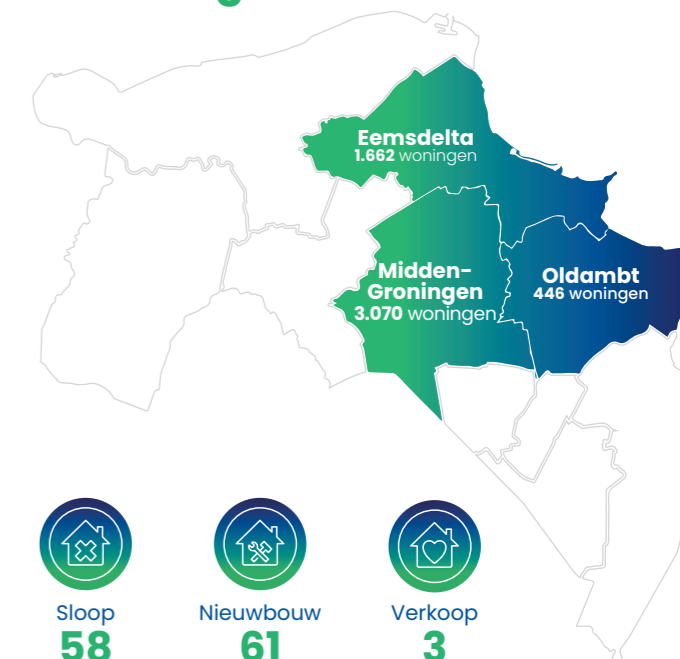 Eemsdelta
1.662 woningen
Midden-
Groningen
3.070 woningen
Oldambt
446 woningen
Sloop
58
Nieuwbouw
61
Verkoop
3